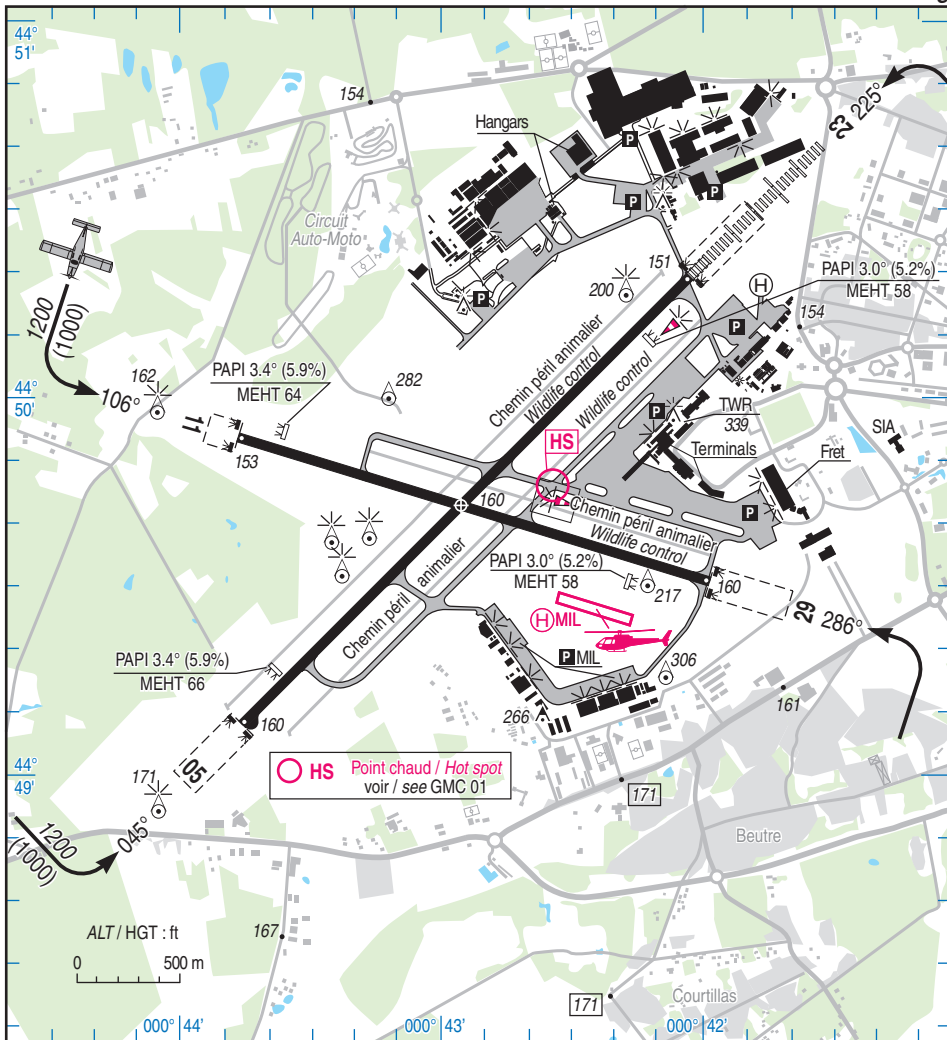 44°
51'
154
Hangars
P
23
225°
Circuit
Auto-Moto
P
P
P
151
PAPI 3.0° (5.2%)
MEHT 58
H
200
154
P
P
1200
(1000)
Chemin péril animalier
Wildlife control
Wildlife control
PAPI 3.4° (5.9%)
MEHT 64
282
162
106°
44°
50'
11
153
P
TWR
339
SIA
HS
Terminals
Fret
160
P
Chemin péril animalier
Wildlife control
Chemin péril
animalier
PAPI 3.0° (5.2%)
MEHT 58
217
160
29
286°
H MIL
P MIL
306
PAPI 3.4° (5.9%)
MEHT 66
161
266
160
05
44°
49'
171
HS Point chaud / Hot spot
voir / see GMC 01
171
1200
(1000)
045°
Beutre
167
ALT / HGT : ft
0 500 m
171
Courtillas
000° 44'
000° 43'
000° 42'